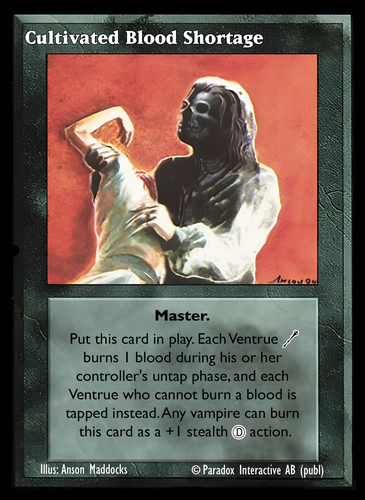 Cultivated Blood Shortage
Anson 94
Master.
Put this card in play. Each Ventrue
burns 1 blood during his or her
controller's untap phase, and each
Ventrue who cannot burn a blood is
tapped instead. Any vampire can burn
this card as a +1 stealth D action.
Illus: Anson Maddocks © Paradox Interactive AB (publ)